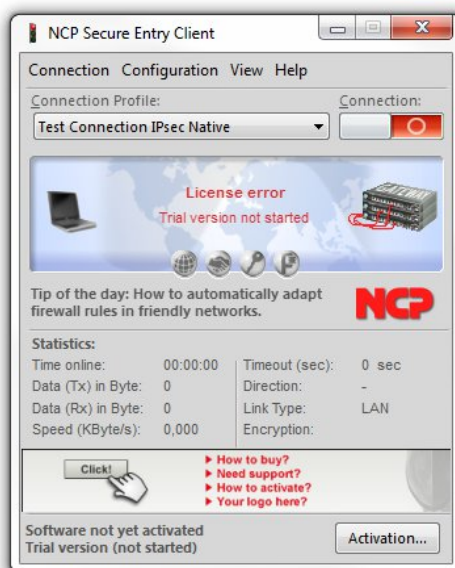 NCP Secure Entry Client
Connection Configuration View Help
Connection Profile: Connection:
Test Connection IPsec Native
License error
Trial version not started
Tip of the day: How to automatically adapt
firewall rules in friendly networks.
NCP
Statistics:
Time online: 00:00:00 Timeout (sec): 0 sec
Data (Tx) in Byte: 0 Direction: -
Data (Rx) in Byte: 0 Link Type: LAN
Speed (KByte/s): 0,000 Encryption:
Click!
How to buy?
Need support?
How to activate?
Your logo here?
Software not yet activated
Trial version (not started)
Activation...